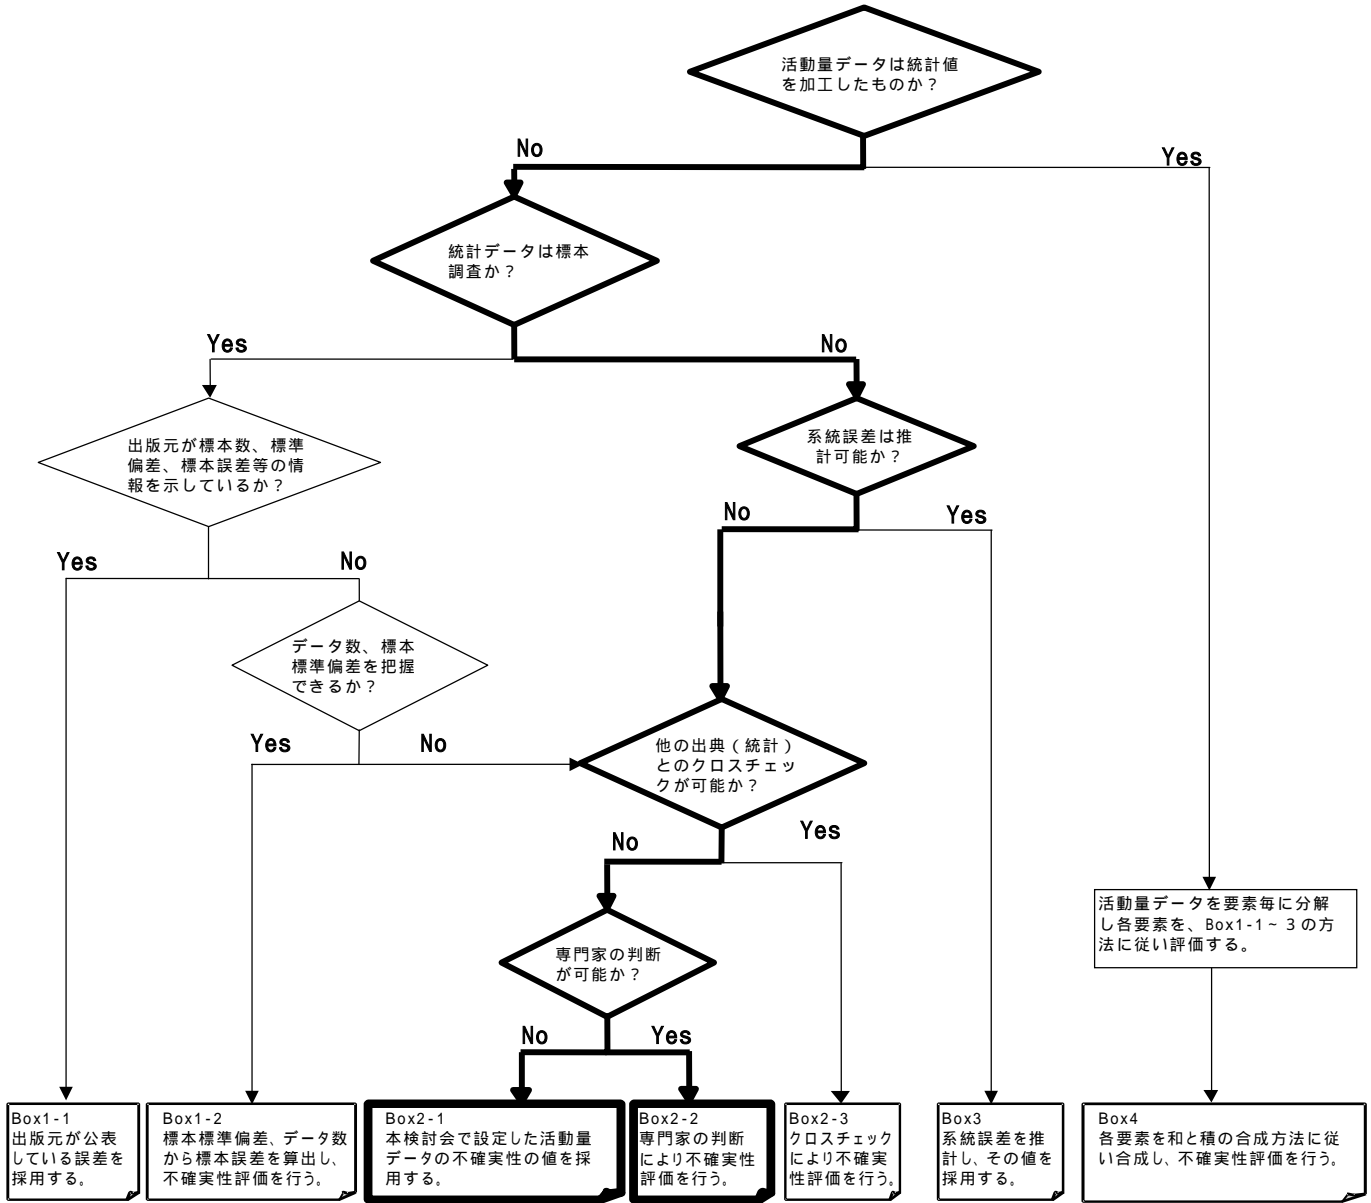 活動量データは統計値
を加工したものか？
No
Yes
統計データは標本
調査か？
Yes
No
出版元が標本数、標準
偏差、標本誤差等の情
報を示しているか？
系統誤差は推
計可能か？
No
Yes
Yes
No
データ数、標本
標準偏差を把握
できるか？
Yes
No
他の出典（統計）
とのクロスチェッ
クが可能か？
No
Yes
活動量データを要素毎に分解
し各要素を、Box1-1~３の方
法に従い評価する。
専門家の判断
が可能か？
No
Yes
Box1-1
出版元が公表
している誤差を
採用する。
Box1-2
標本標準偏差、データ数
から標本誤差を算出し、
不確実性評価を行う。
Box2-1
本検討会で設定した活動量
データの不確実性の値を採
用する。
Box2-2
専門家の判断
により不確実性
評価を行う。
Box2-3
クロスチェック
により不確実
性評価を行う。
Box3
系統誤差を推
計し、その値を
採用する。
Box4
各要素を和と積の合成方法に従
い合成し、不確実性評価を行う。